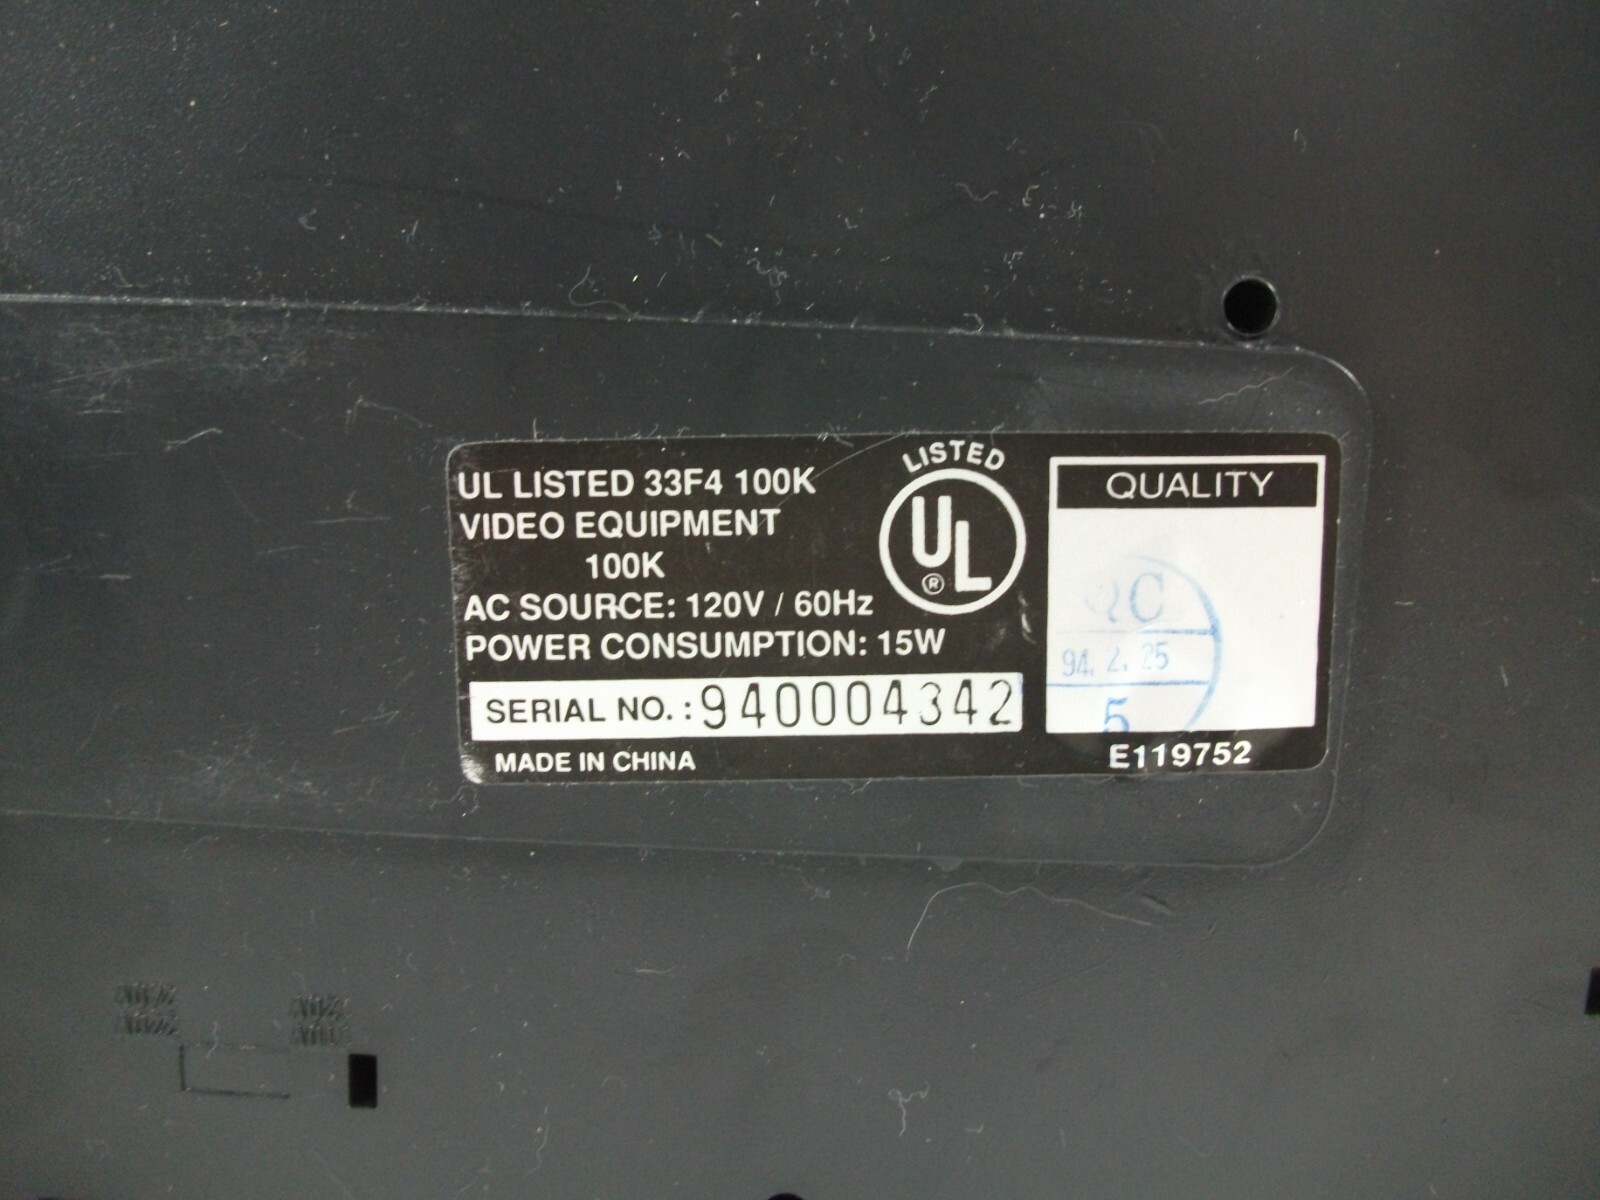 UL LISTED 33F4 100K
VIDEO EQUIPMENT
100K
AC SOURCE: 120V / 60Hz
POWER CONSUMPTION: 15W
SERIAL NO.: 940004342
MADE IN CHINA
LISTED
UL
®
QUALITY
QC
94. 2. 25
5
E119752